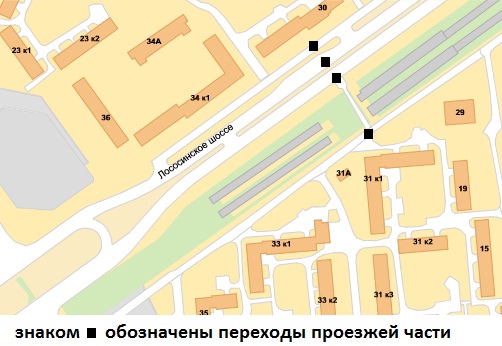 30
23 к1
23 к2
34А
34 к1
36
Лососинское шоссе
29
31А
31 к1
19
33 к1
31 к2
15
35
33 к2
31 к3
знаком ■ обозначены переходы проезжей части